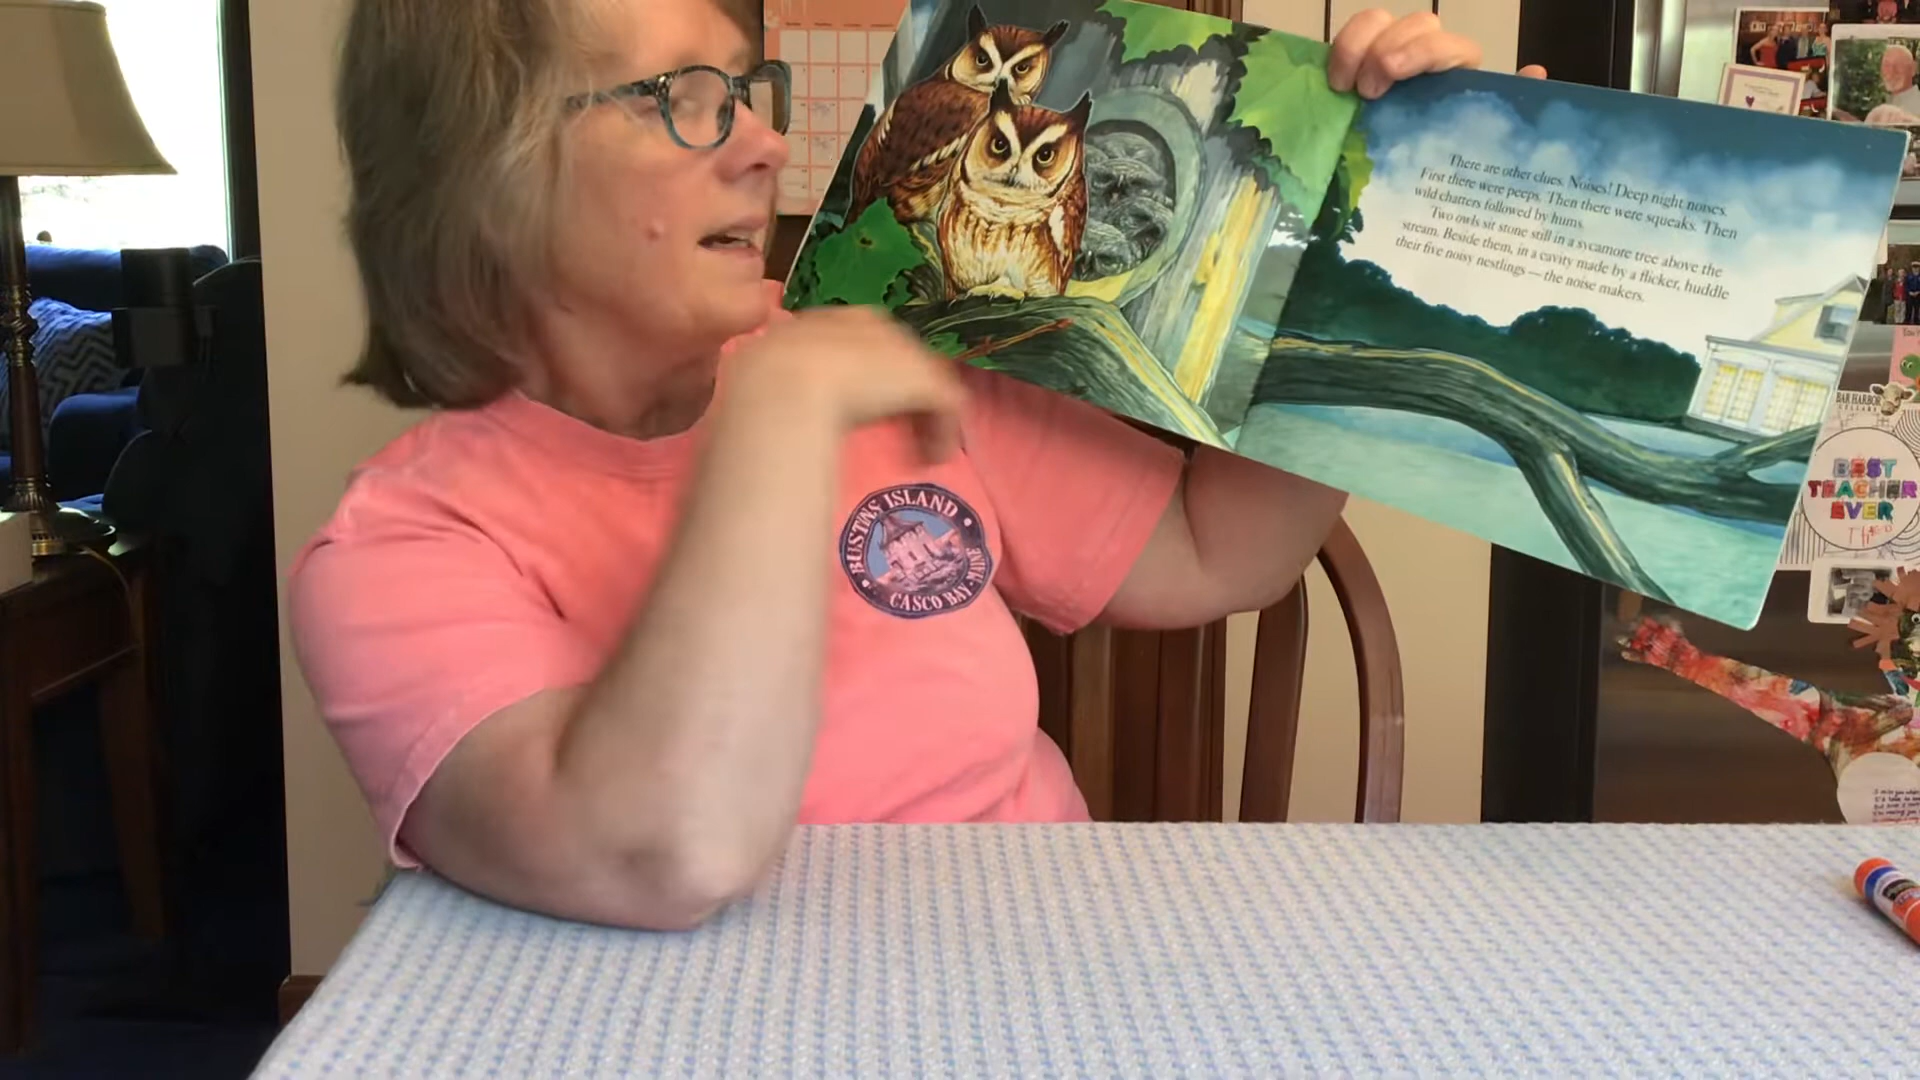 There are other clues. Noises! Deep night noises.
First there were peeps. Then there were squeaks. Then
wild chatters followed by hums.
Two owls sit stone still in a sycamore tree above the
stream. Beside them, in a cavity made by a flicker, huddle
their five noisy nestlings — the noise makers.
BUSTINS ISLAND
CASCO BAY, MAINE
BAR HARBOR
CELLARS
BEST
TEACHER
EVER